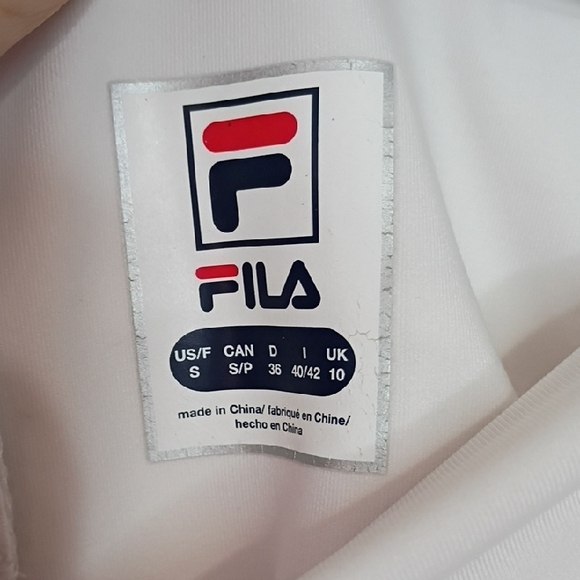 F
FILA
US/F CAN D I UK
S S/P 36 40/42 10
made in China/ fabriqué en Chine/
hecho en China